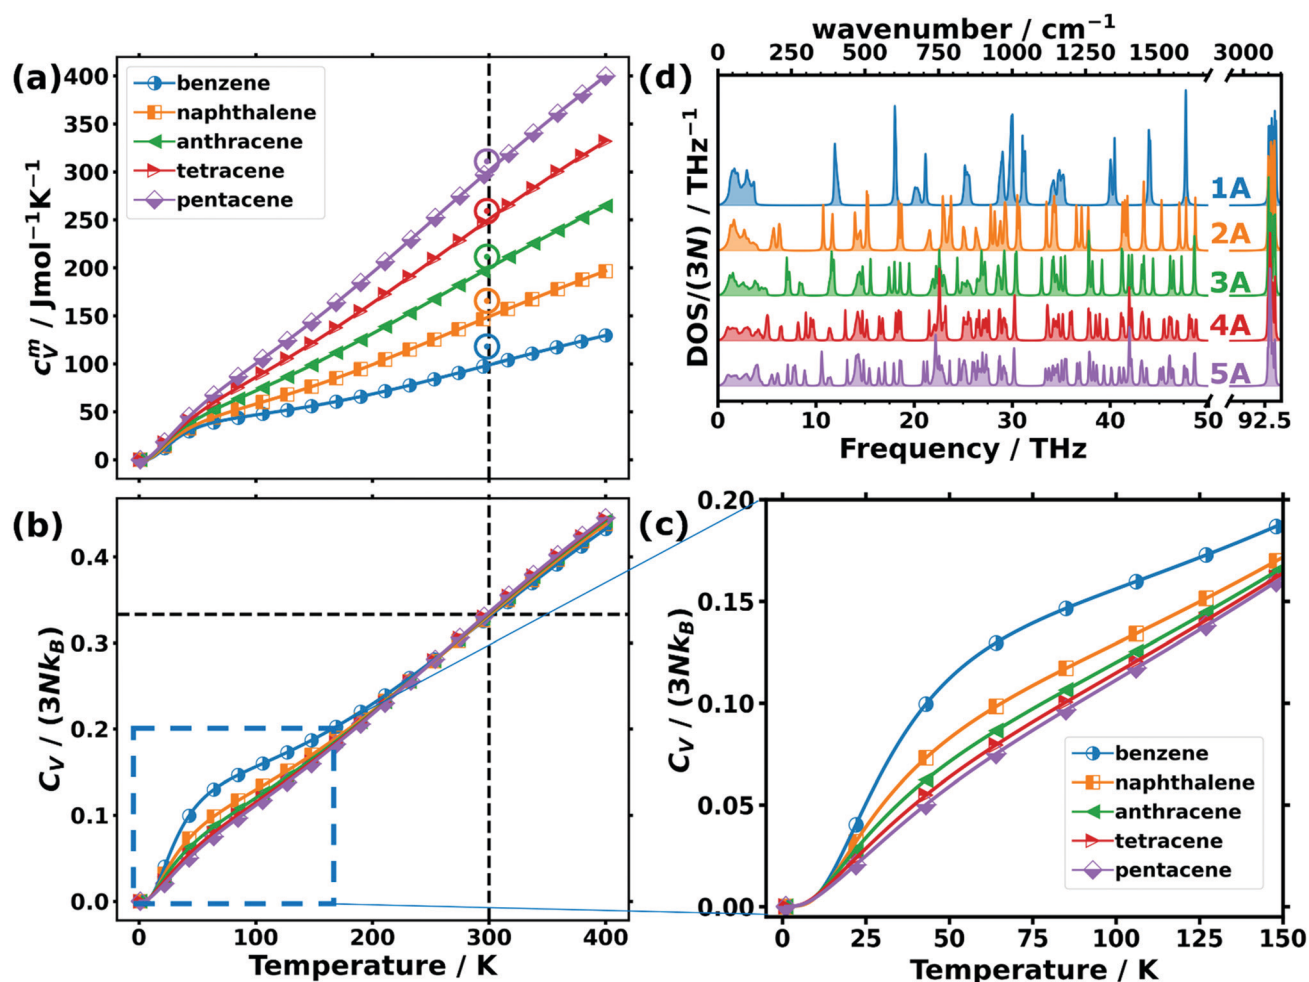 (a)
400
350
300
250
200
150
100
50
0
c_V^m / Jmol⁻¹K⁻¹
benzene
naphthalene
anthracene
tetracene
pentacene
(d)
wavenumber / cm⁻¹
0 250 500 750 1000 1250 1500 3000
DOS/(3N) / THz⁻¹
1A
2A
3A
4A
5A
0 10 20 30 40 50 92.5
Frequency / THz
(b)
0.4
0.3
0.2
0.1
0.0
C_V / (3Nk_B)
0 100 200 300 400
Temperature / K
(c)
0.20
0.15
0.10
0.05
0.00
C_V / (3Nk_B)
benzene
naphthalene
anthracene
tetracene
pentacene
0 25 50 75 100 125 150
Temperature / K